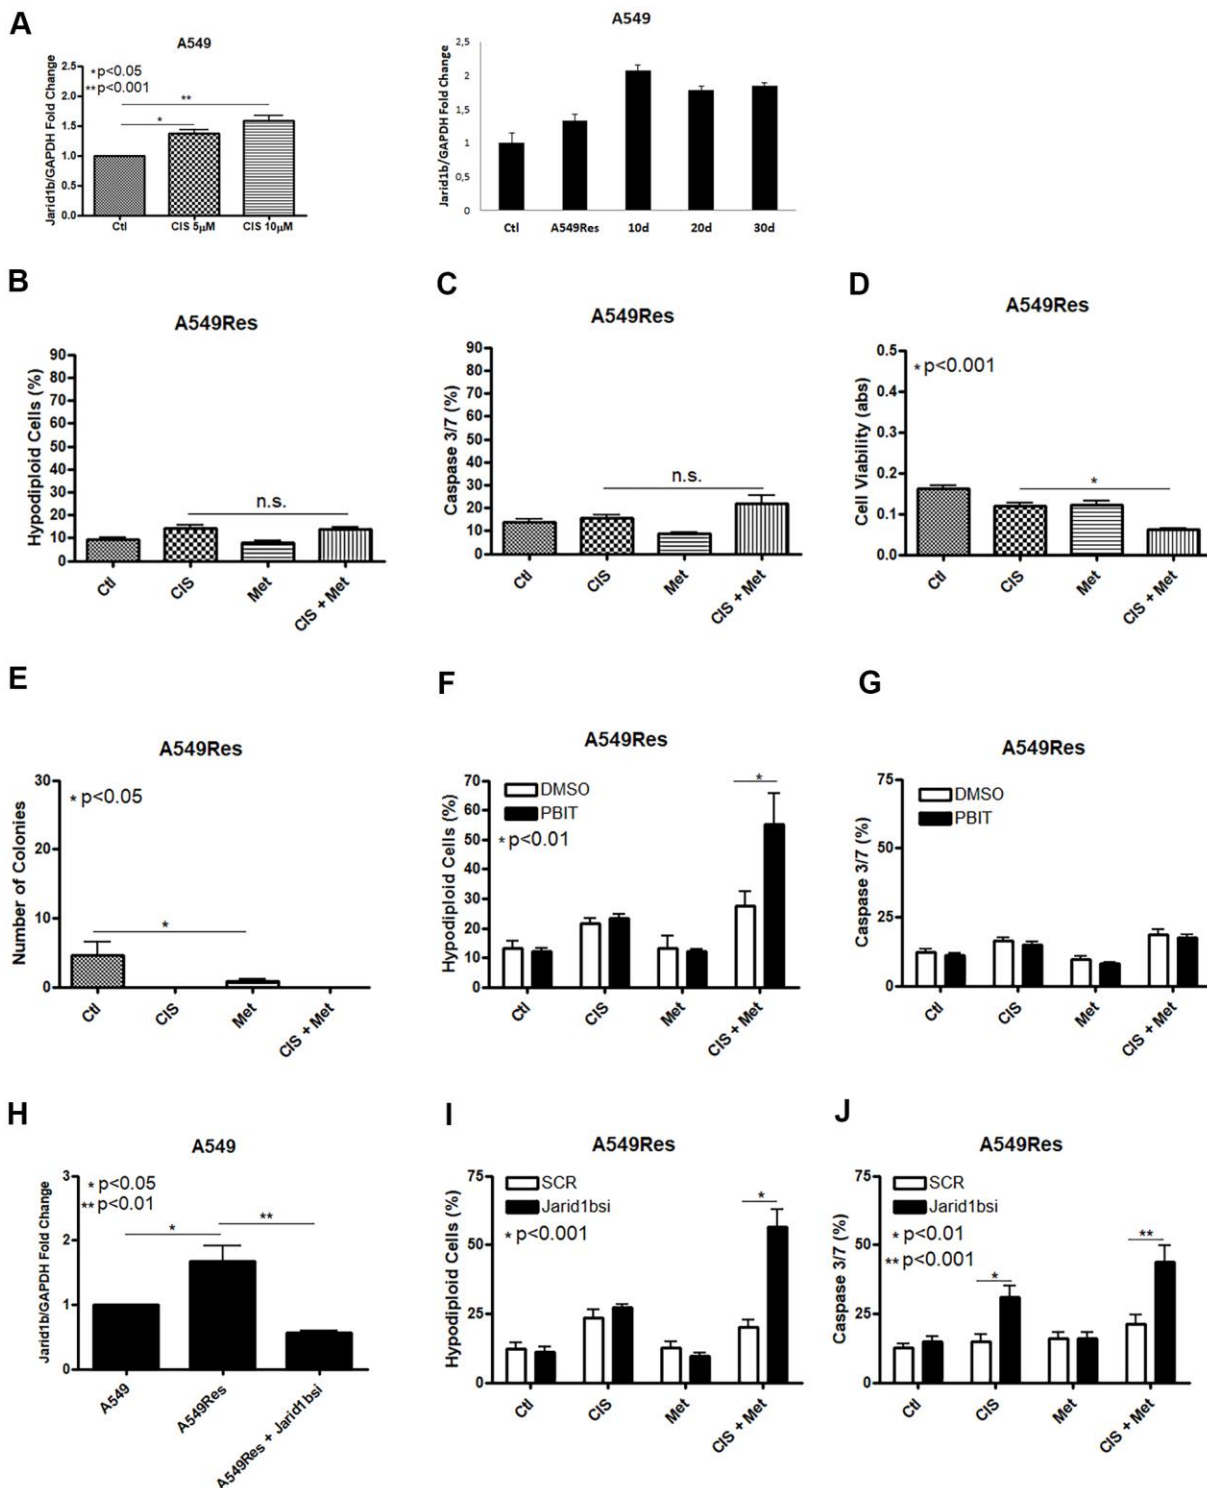 A
A549
Jarid1b/GAPDH Fold Change
2.5
2.0
1.5
1.0
0.5
0.0
* p<0.05
** p<0.001
**
*
Ctl
CIS 5µM
CIS 10µM
A549
Jarid1b/GAPDH Fold Change
2,5
2
1,5
1
0,5
0
Ctl
A549Res
10d
20d
30d
B
A549Res
Hypodiploid Cells (%)
90
80
70
60
50
40
30
20
10
0
n.s.
Ctl
CIS
Met
CIS + Met
C
A549Res
Caspase 3/7 (%)
90
80
70
60
50
40
30
20
10
0
n.s.
Ctl
CIS
Met
CIS + Met
D
A549Res
Cell Viability (abs)
0.5
0.4
0.3
0.2
0.1
0.0
* p<0.001
*
Ctl
CIS
Met
CIS + Met
E
A549Res
Number of Colonies
30
20
10
0
* p<0.05
*
Ctl
CIS
Met
CIS + Met
F
A549Res
Hypodiploid Cells (%)
70
60
50
40
30
20
10
0
DMSO
PBIT
* p<0.01
*
Ctl
CIS
Met
CIS + Met
G
A549Res
Caspase 3/7 (%)
75
50
25
0
DMSO
PBIT
Ctl
CIS
Met
CIS + Met
H
A549
Jarid1b/GAPDH Fold Change
3
2
1
0
* p<0.05
** p<0.01
*
**
A549
A549Res
A549Res + Jarid1bsi
I
A549Res
Hypodiploid Cells (%)
75
50
25
0
SCR
Jarid1bsi
* p<0.001
*
Ctl
CIS
Met
CIS + Met
J
A549Res
Caspase 3/7 (%)
75
50
25
0
SCR
Jarid1bsi
* p<0.01
** p<0.001
*
**
Ctl
CIS
Met
CIS + Met